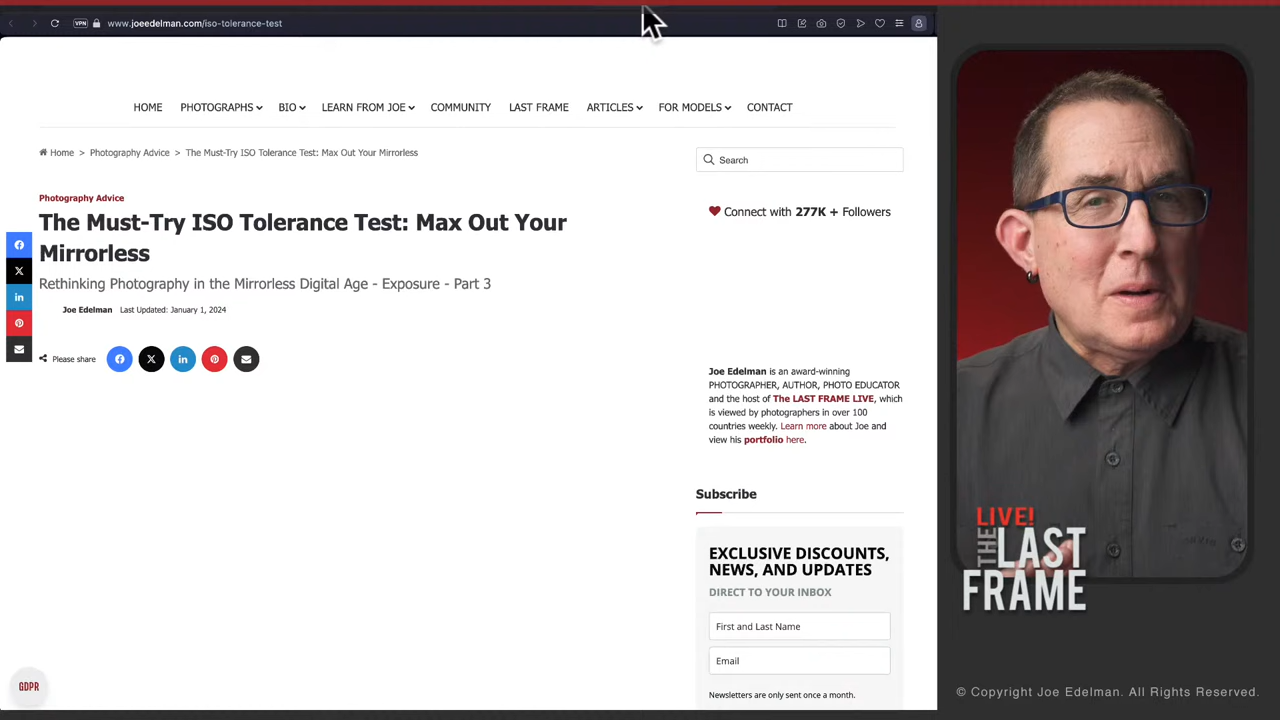 VPN
www.joeedelman.com/iso-tolerance-test
HOME PHOTOGRAPHS BIO LEARN FROM JOE COMMUNITY LAST FRAME ARTICLES FOR MODELS CONTACT
Home > Photography Advice > The Must-Try ISO Tolerance Test: Max Out Your Mirrorless
Search
Photography Advice
The Must-Try ISO Tolerance Test: Max Out Your
Mirrorless
Rethinking Photography in the Mirrorless Digital Age - Exposure - Part 3
Joe Edelman Last Updated: January 1, 2024
Please share
Connect with 277K + Followers
Joe Edelman is an award-winning
PHOTOGRAPHER, AUTHOR, PHOTO EDUCATOR
and the host of The LAST FRAME LIVE, which
is viewed by photographers in over 100
countries weekly. Learn more about Joe and
view his portfolio here.
Subscribe
EXCLUSIVE DISCOUNTS,
NEWS, AND UPDATES
DIRECT TO YOUR INBOX
First and Last Name
Email
Newsletters are only sent once a month.
GDPR
LIVE!
THE LAST
FRAME
© Copyright Joe Edelman. All Rights Reserved.